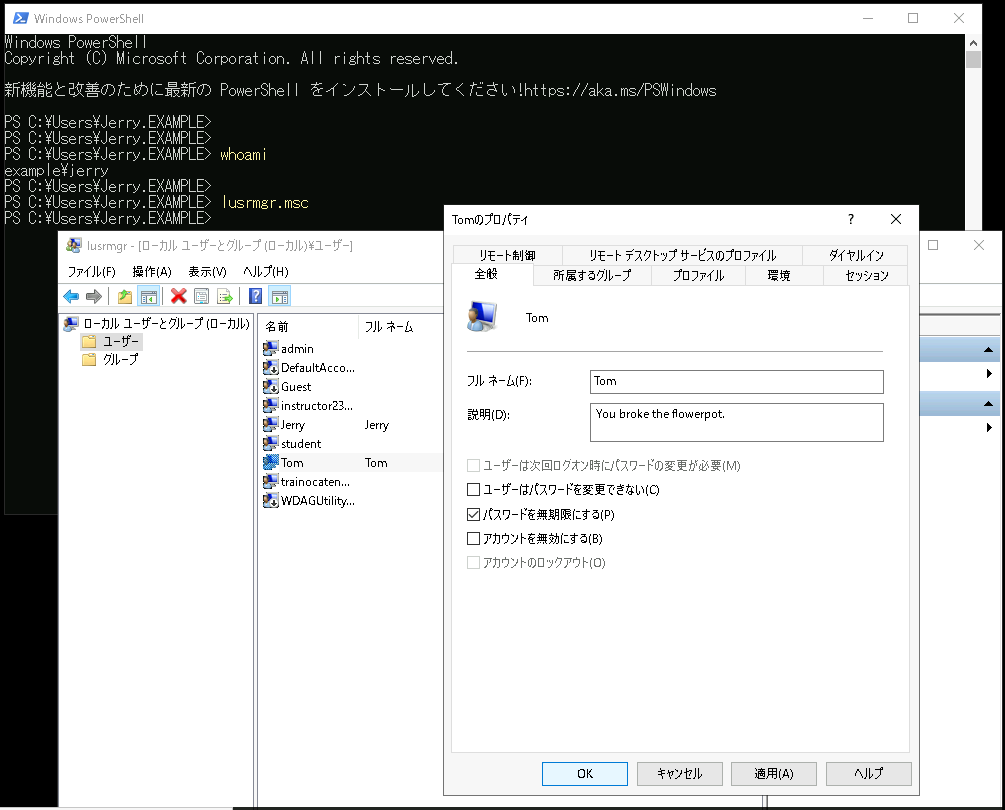 Windows PowerShell
Windows PowerShell
Copyright (C) Microsoft Corporation. All rights reserved.
新機能と改善のために最新の PowerShell をインストールしてください!https://aka.ms/PSWindows
PS C:¥Users¥Jerry.EXAMPLE>
PS C:¥Users¥Jerry.EXAMPLE>
PS C:¥Users¥Jerry.EXAMPLE> whoami
example¥jerry
PS C:¥Users¥Jerry.EXAMPLE>
PS C:¥Users¥Jerry.EXAMPLE> lusrmgr.msc
PS C:¥Users¥Jerry.EXAMPLE>
lusrmgr - [ローカル ユーザーとグループ (ローカル)¥ユーザー]
ファイル(F) 操作(A) 表示(V) ヘルプ(H)
ローカル ユーザーとグループ (ローカル)
ユーザー
グループ
名前 フル ネーム
admin
DefaultAcco...
Guest
instructor23...
Jerry Jerry
student
Tom Tom
trainocaten...
WDAGUtility...
Tomのプロパティ
リモート制御 リモート デスクトップ サービスのプロファイル ダイヤルイン
全般 所属するグループ プロファイル 環境 セッション
Tom
フル ネーム(F): Tom
説明(D): You broke the flowerpot.
ユーザーは次回ログオン時にパスワードの変更が必要(M)
ユーザーはパスワードを変更できない(C)
パスワードを無期限にする(P)
アカウントを無効にする(B)
アカウントのロックアウト(O)
OK キャンセル 適用(A) ヘルプ